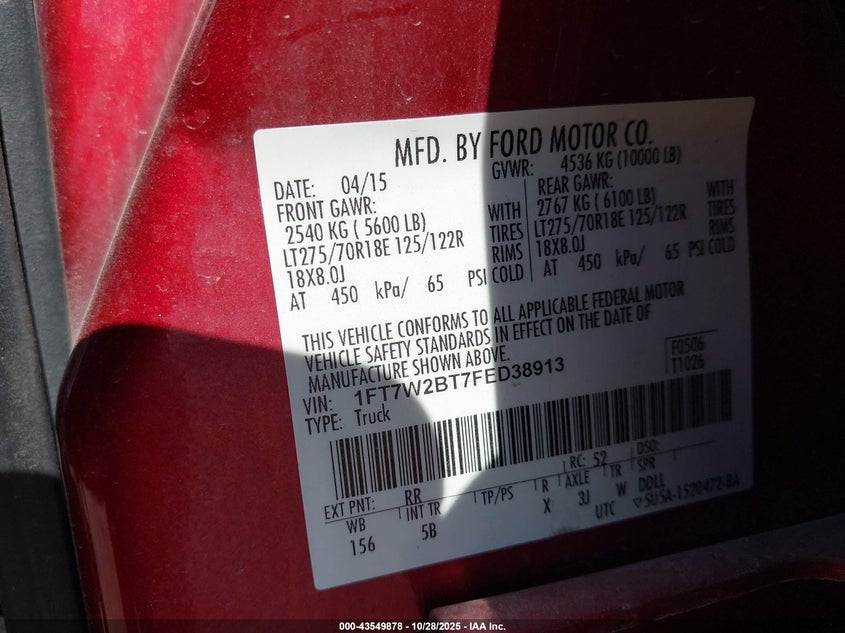 MFD. BY FORD MOTOR CO.
DATE: 04/15
GVWR: 4536 KG (10000 LB)
FRONT GAWR:
REAR GAWR:
2540 KG ( 5600 LB) WITH
2767 KG ( 6100 LB) WITH
LT275/70R18E 125/122R TIRES
LT275/70R18E 125/122R TIRES
18X8.0J RIMS
18X8.0J RIMS
AT 450 kPa/ 65 PSI COLD
AT 450 kPa/ 65 PSI COLD
THIS VEHICLE CONFORMS TO ALL APPLICABLE FEDERAL MOTOR
VEHICLE SAFETY STANDARDS IN EFFECT ON THE DATE OF
MANUFACTURE SHOWN ABOVE.
VIN: 1FT7W2BT7FED38913
TYPE: Truck
F0506
T1026
EXT PNT: RR RC: 52 DSO:
WB INT TR TP/PS R AXLE TR SPR
156 5B X 3J W DDLL
UTC ▽5U5A-1520472-BA
000-43549878 - 10/28/2025 - IAA Inc.